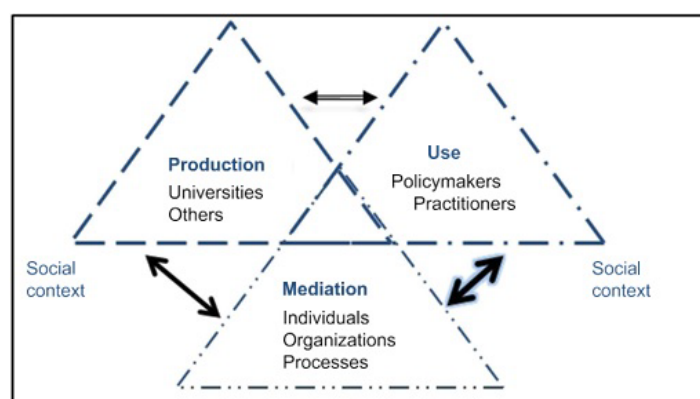 Production
Universities
Others
Use
Policymakers
Practitioners
Social
context
Social
context
Mediation
Individuals
Organizations
Processes